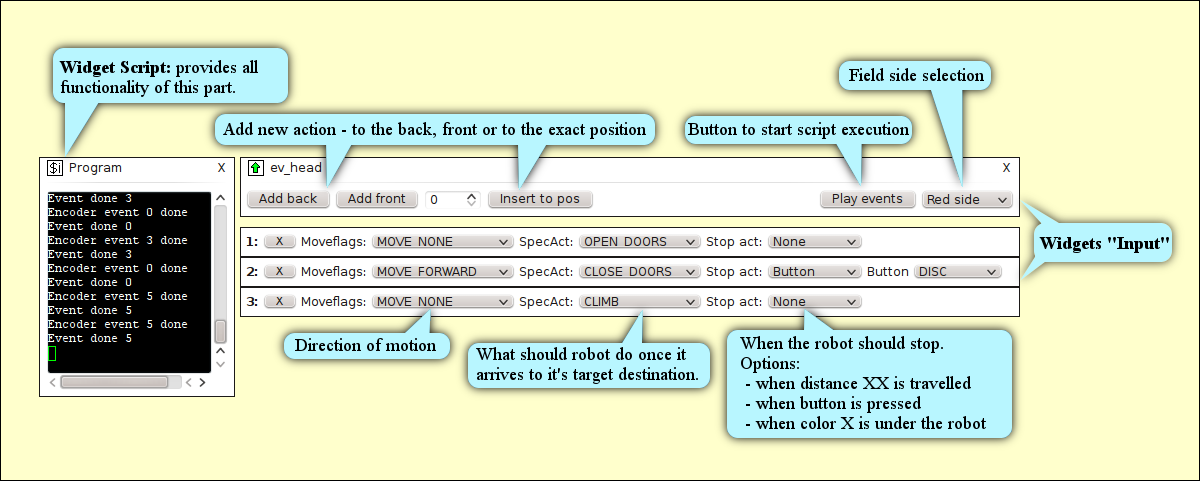 Widget Script: provides all
functionality of this part.
Field side selection
Add new action - to the back, front or to the exact position
Button to start script execution
$i Program X
ev_head X
Event done 3
Encoder event 0 done
Event done 0
Encoder event 3 done
Event done 3
Encoder event 0 done
Event done 0
Encoder event 5 done
Event done 5
Encoder event 5 done
Event done 5
Add back Add front 0 Insert to pos Play events Red side
1: X Moveflags: MOVE_NONE SpecAct: OPEN_DOORS Stop act: None
2: X Moveflags: MOVE_FORWARD SpecAct: CLOSE_DOORS Stop act: Button Button DISC
3: X Moveflags: MOVE_NONE SpecAct: CLIMB Stop act: None
Widgets "Input"
Direction of motion
What should robot do once it
arrives to it's target destination.
When the robot should stop.
Options:
- when distance XX is travelled
- when button is pressed
- when color X is under the robot